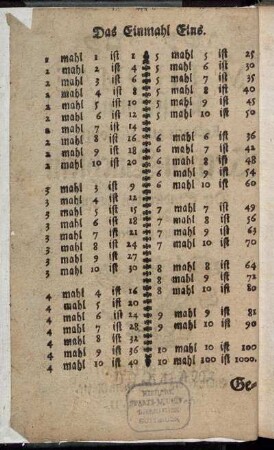 Das Einmahl Eins.
1 mahl 1 ist 1
2 mahl 2 ist 4
2 mahl 3 ist 6
2 mahl 4 ist 8
2 mahl 5 ist 10
2 mahl 6 ist 12
2 mahl 7 ist 14
2 mahl 8 ist 16
2 mahl 9 ist 18
2 mahl 10 ist 20
3 mahl 3 ist 9
3 mahl 4 ist 12
3 mahl 5 ist 15
3 mahl 6 ist 18
3 mahl 7 ist 21
3 mahl 8 ist 24
3 mahl 9 ist 27
3 mahl 10 ist 30
4 mahl 4 ist 16
4 mahl 5 ist 20
4 mahl 6 ist 24
4 mahl 7 ist 28
4 mahl 8 ist 32
4 mahl 9 ist 36
4 mahl 10 ist 40
5 mahl 5 ist 25
5 mahl 6 ist 30
5 mahl 7 ist 35
5 mahl 8 ist 40
5 mahl 9 ist 45
5 mahl 10 ist 50
6 mahl 6 ist 36
6 mahl 7 ist 42
6 mahl 8 ist 48
6 mahl 9 ist 54
6 mahl 10 ist 60
7 mahl 7 ist 49
7 mahl 8 ist 56
7 mahl 9 ist 63
7 mahl 10 ist 70
8 mahl 8 ist 64
8 mahl 9 ist 72
8 mahl 10 ist 80
9 mahl 9 ist 81
9 mahl 10 ist 90
10 mahl 10 ist 100
10 mahl 100 ist 1000.
Ge-